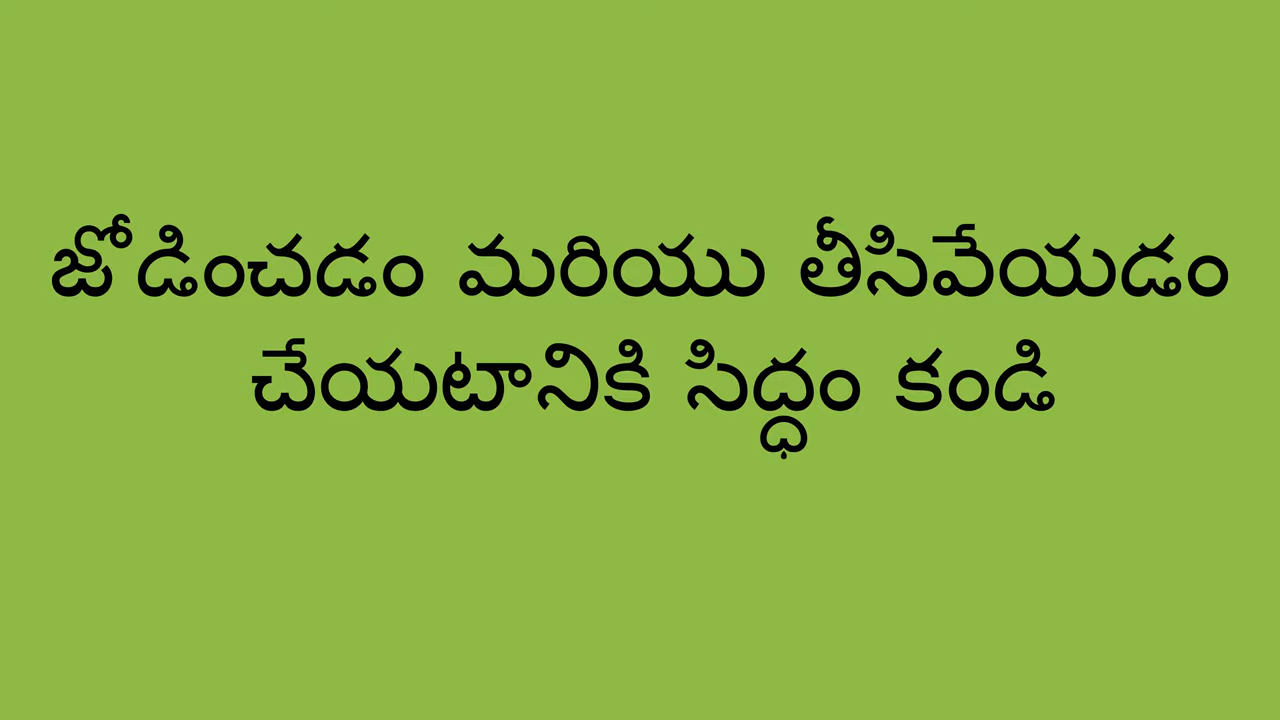 జోడించడం మరియు తీసివేయడం
చేయటానికి సిద్ధం కండి